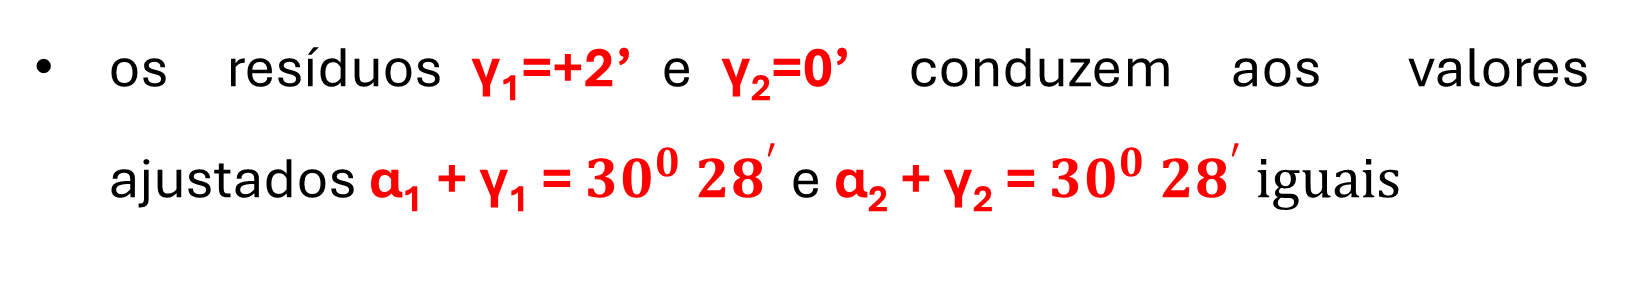 • os resíduos γ₁=+2’ e γ₂=0’ conduzem aos valores
ajustados α₁ + γ₁ = 30⁰ 28′ e α₂ + γ₂ = 30⁰ 28′ iguais